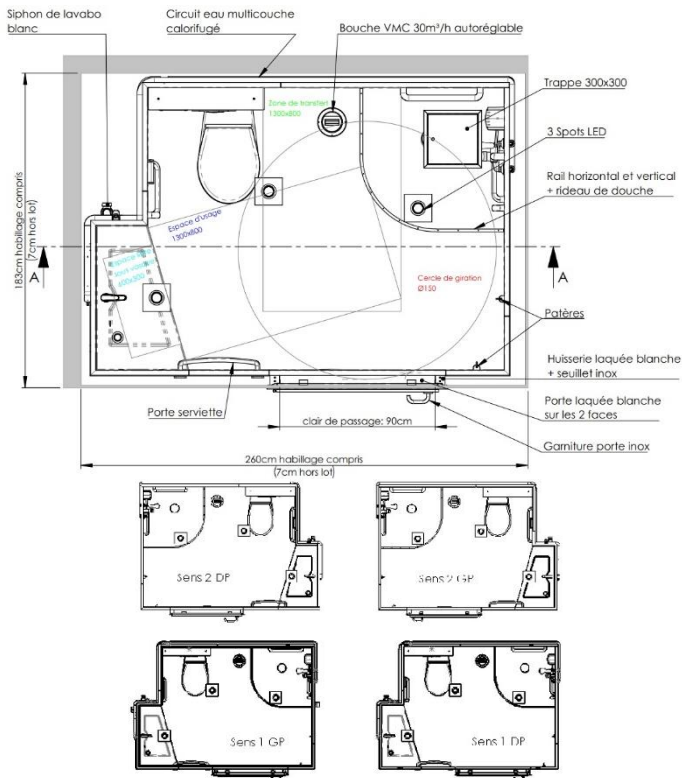 Siphon de lavabo
blanc
Circuit eau multicouche
calorifugé
Bouche VMC 30m³/h autoréglable
Trappe 300x300
3 Spots LED
Rail horizontal et vertical
+ rideau de douche
Zone de transfert
1300x800
Espace d'usage
1300x800
Cercle de giration
Ø150
183cm habillage compris
(7cm hors lot)
A
A
Patères
Huisserie laquée blanche
+ seuillet inox
Porte laquée blanche
sur les 2 faces
Garniture porte inox
Porte serviette
clair de passage: 90cm
260cm habillage compris
(7cm hors lot)
Sens 2 DP
Sens 2 GP
Sens 1 GP
Sens 1 DP